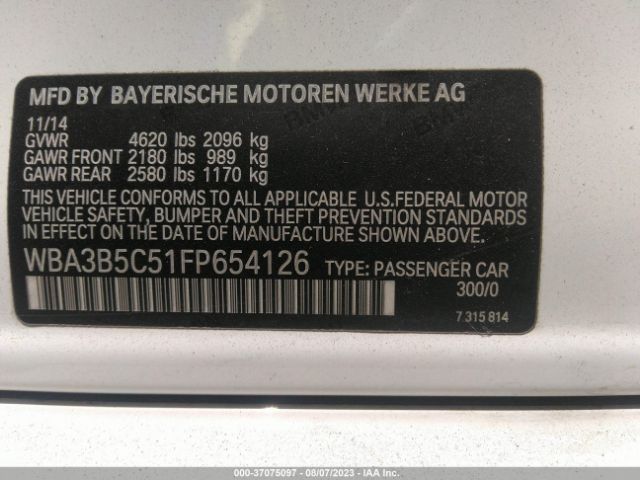 MFD BY BAYERISCHE MOTOREN WERKE AG
11/14
GVWR 4620 lbs 2096 kg
GAWR FRONT 2180 lbs 989 kg
GAWR REAR 2580 lbs 1170 kg
THIS VEHICLE CONFORMS TO ALL APPLICABLE U.S.FEDERAL MOTOR
VEHICLE SAFETY, BUMPER AND THEFT PREVENTION STANDARDS
IN EFFECT ON THE DATE OF MANUFACTURE SHOWN ABOVE.
WBA3B5C51FP654126 TYPE: PASSENGER CAR
300/0
7 315 814
000-37075097 - 08/07/2023 - IAA Inc.